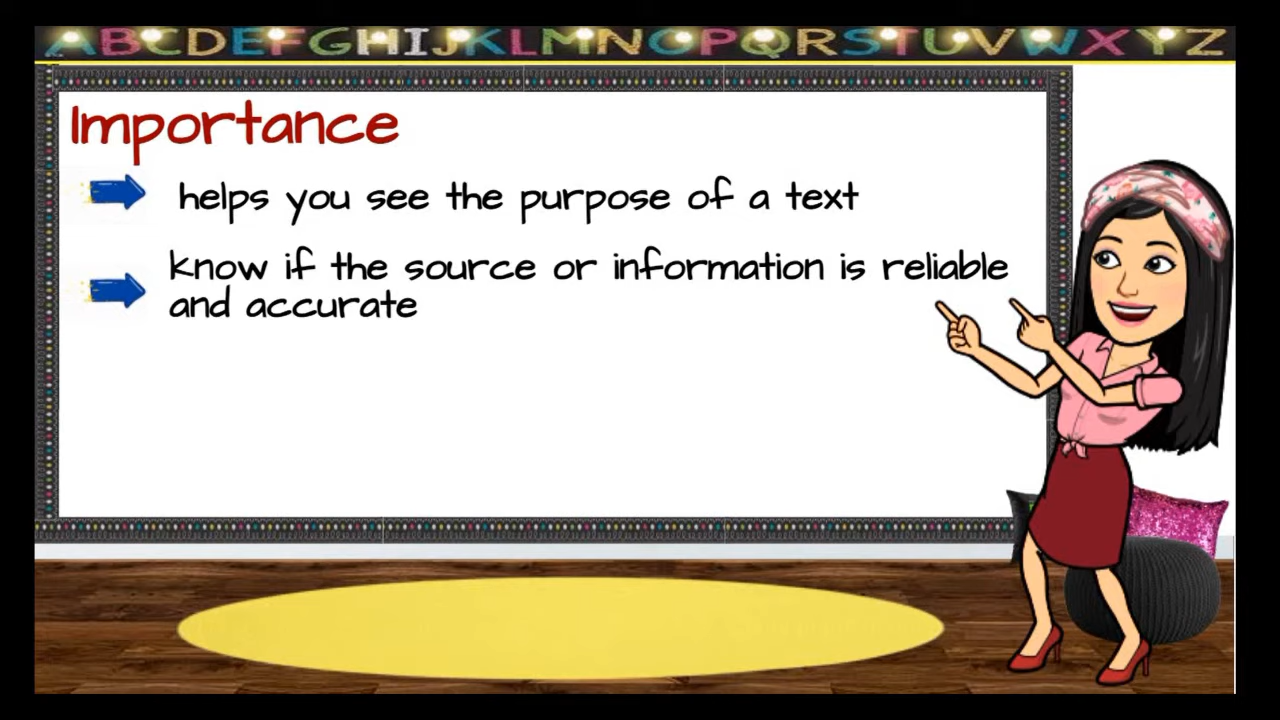 ABCDEFGHIJKLMNOPQRSTUVWXYZ
Importance
helps you see the purpose of a text
know if the source or information is reliable
and accurate